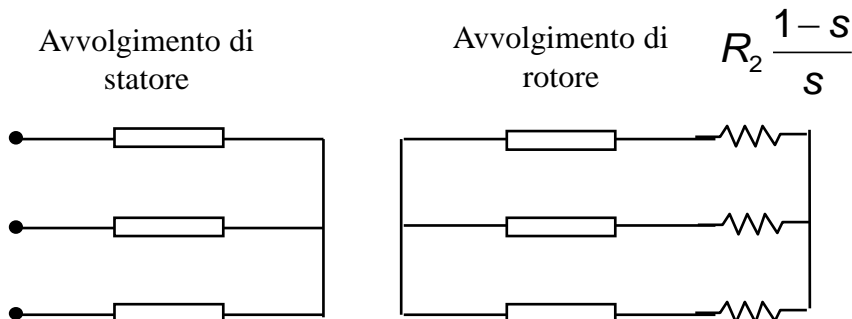 Avvolgimento di
statore
Avvolgimento di
rotore
R₂ (1 – s)/s